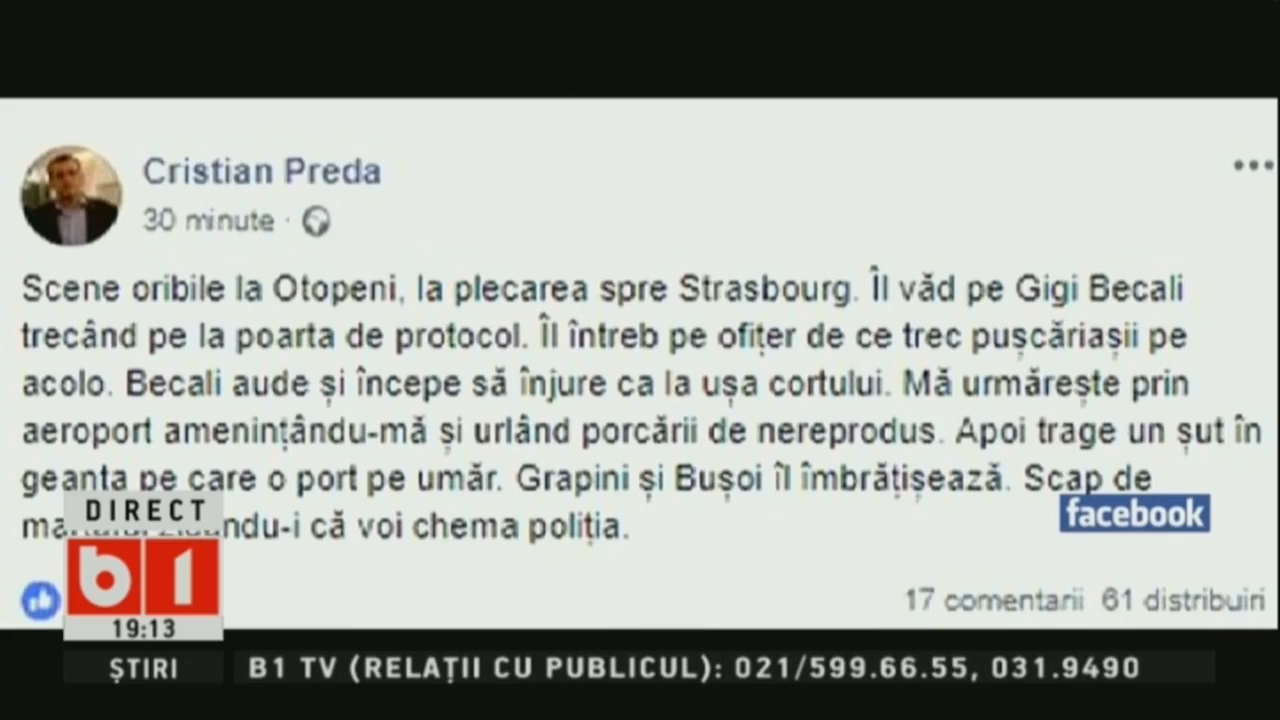 Cristian Preda
30 minute ·
Scene oribile la Otopeni, la plecarea spre Strasbourg. Îl văd pe Gigi Becali
trecând pe la poarta de protocol. Îl întreb pe ofițer de ce trec pușcăriașii pe
acolo. Becali aude și începe să înjure ca la ușa cortului. Mă urmărește prin
aeroport amenințându-mă și urlând porcării de nereprodus. Apoi trage un șut în
geanta pe care o port pe umăr. Grapini și Bușoi îl îmbrățișează. Scap de
că voi chema poliția.
facebook
17 comentarii 61 distribuiri
DIRECT
b1
19:13
ȘTIRI
B1 TV (RELAȚII CU PUBLICUL): 021/599.66.55, 031.9490